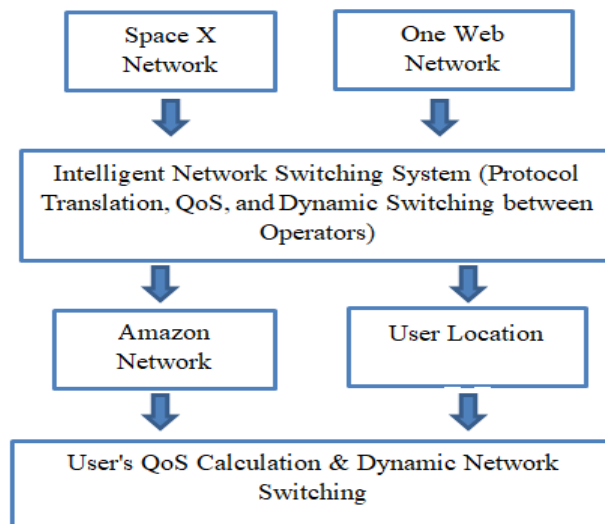 Space X
Network
One Web
Network
Intelligent Network Switching System (Protocol
Translation, QoS, and Dynamic Switching between
Operators)
Amazon
Network
User Location
User's QoS Calculation & Dynamic Network
Switching